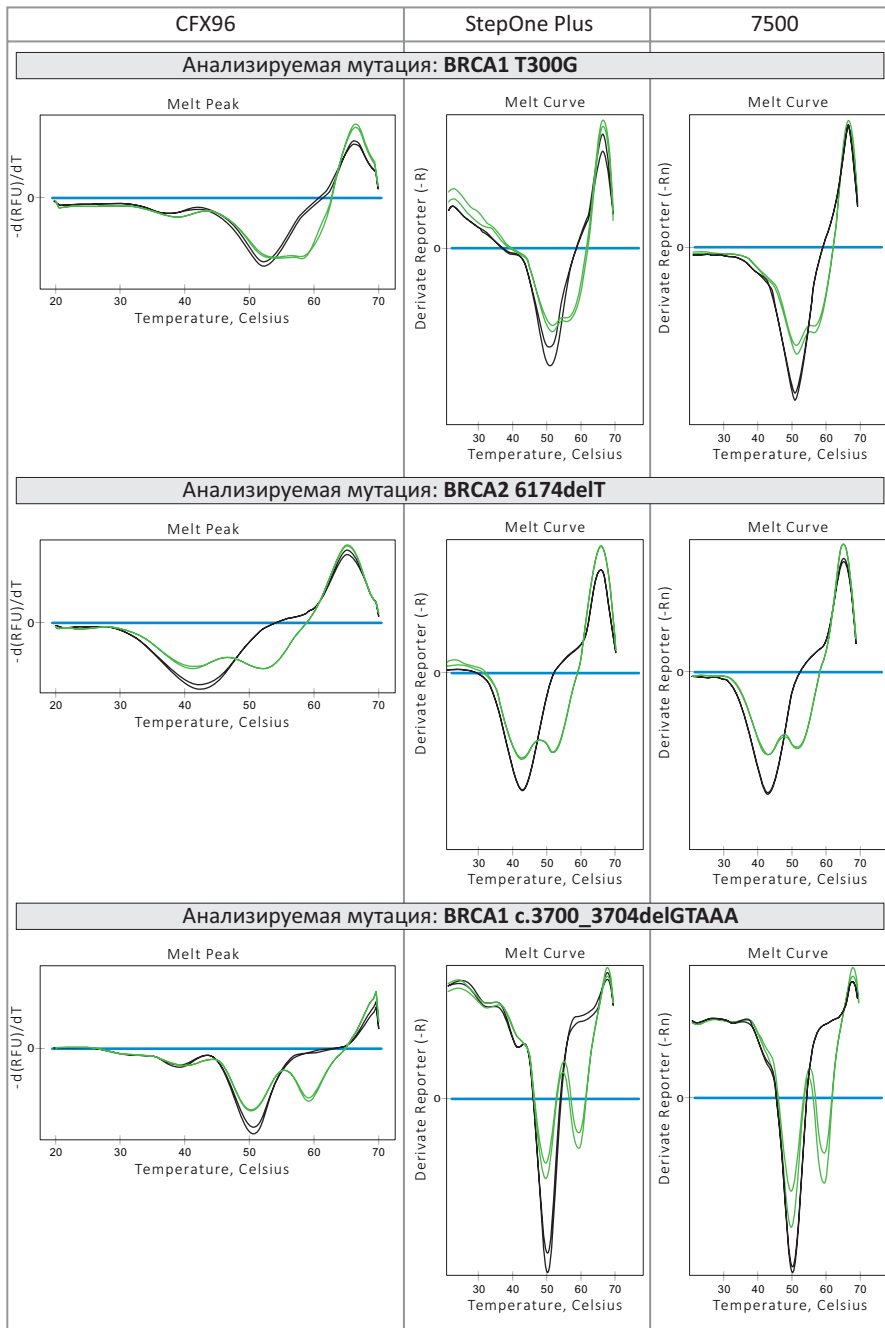 CFX96 StepOne Plus 7500
Анализируемая мутация: BRCA1 T300G
Melt Peak Melt Curve Melt Curve
-d(RFU)/dT Derivate Reporter (-R) Derivate Reporter (-Rn)
0 0 0
20 30 40 50 60 70
Temperature, Celsius
30 40 50 60 70 30 40 50 60 70
Temperature, Celsius Temperature, Celsius
Анализируемая мутация: BRCA2 6174delT
Melt Peak Melt Curve Melt Curve
-d(RFU)/dT Derivate Reporter (-R) Derivate Reporter (-Rn)
0 0 0
20 30 40 50 60 70
Temperature, Celsius
30 40 50 60 70 30 40 50 60 70
Temperature, Celsius Temperature, Celsius
Анализируемая мутация: BRCA1 c.3700_3704delGTAAA
Melt Peak Melt Curve Melt Curve
-d(RFU)/dT Derivate Reporter (-R) Derivate Reporter (-Rn)
0 0 0
20 30 40 50 60 70
Temperature, Celsius
30 40 50 60 70 30 40 50 60 70
Temperature, Celsius Temperature, Celsius